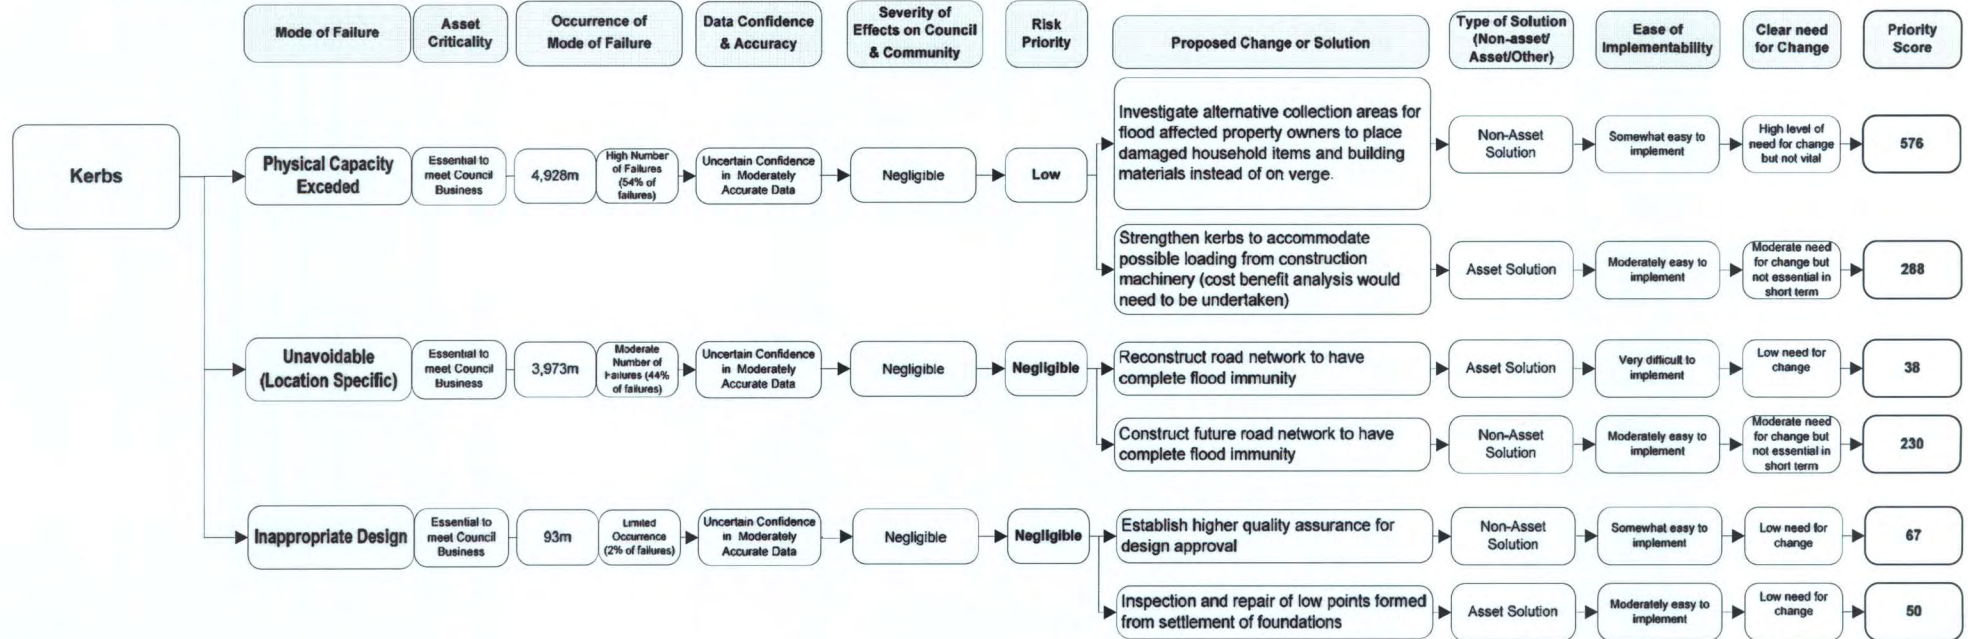 Mode of Failure
Asset
Criticality
Occurrence of
Mode of Failure
Data Confidence
& Accuracy
Severity of
Effects on Council
& Community
Risk
Priority
Proposed Change or Solution
Type of Solution
(Non-asset/
Asset/Other)
Ease of
Implementability
Clear need
for Change
Priority
Score
Kerbs
Physical Capacity
Exceded
Essential to
meet Council
Business
4,928m
High Number
of Failures
(54% of
failures)
Uncertain Confidence
in Moderately
Accurate Data
Negligible
Low
Investigate alternative collection areas for
flood affected property owners to place
damaged household items and building
materials instead of on verge.
Non-Asset
Solution
Somewhat easy to
implement
High level of
need for change
but not vital
576
Strengthen kerbs to accommodate
possible loading from construction
machinery (cost benefit analysis would
need to be undertaken)
Asset Solution
Moderately easy to
implement
Moderate need
for change but
not essential in
short term
288
Unavoidable
(Location Specific)
Essential to
meet Council
Business
3,973m
Moderate
Number of
Failures (44%
of failures)
Uncertain Confidence
in Moderately
Accurate Data
Negligible
Negligible
Reconstruct road network to have
complete flood immunity
Asset Solution
Very difficult to
implement
Low need for
change
38
Construct future road network to have
complete flood immunity
Non-Asset
Solution
Moderately easy to
implement
Moderate need
for change but
not essential in
short term
230
Inappropriate Design
Essential to
meet Council
Business
93m
Limited
Occurrence
(2% of failures)
Uncertain Confidence
in Moderately
Accurate Data
Negligible
Negligible
Establish higher quality assurance for
design approval
Non-Asset
Solution
Somewhat easy to
implement
Low need for
change
67
Inspection and repair of low points formed
from settlement of foundations
Asset Solution
Moderately easy to
implement
Low need for
change
50